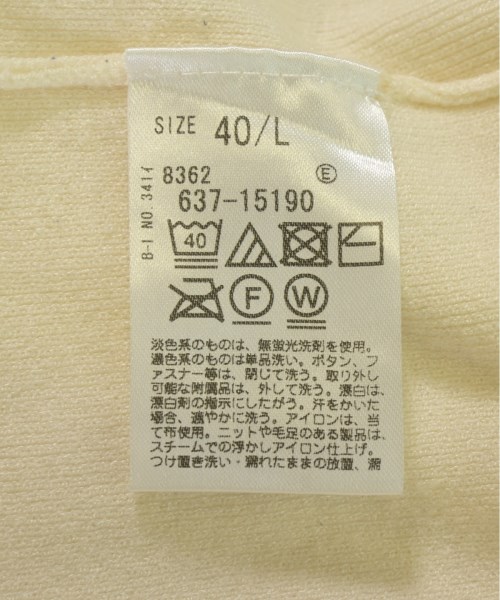 SIZE 40/L
8362 Ⓔ
637-15190
B-I NO.341イ
40
F W
淡色系のものは、無蛍光洗剤を使用。
濃色系のものは単品洗い。ボタン、フ
ァスナー等は、閉じて洗う。取り外し
可能な附属品は、外して洗う。漂白は、
漂白剤の指示にしたがう。汗をかいた
場合、速やかに洗う。アイロンは、当
て布使用。ニットや毛足のある製品は、
スチームでの浮かしアイロン仕上げ。
つけ置き洗い・濡れたままの放置、濡